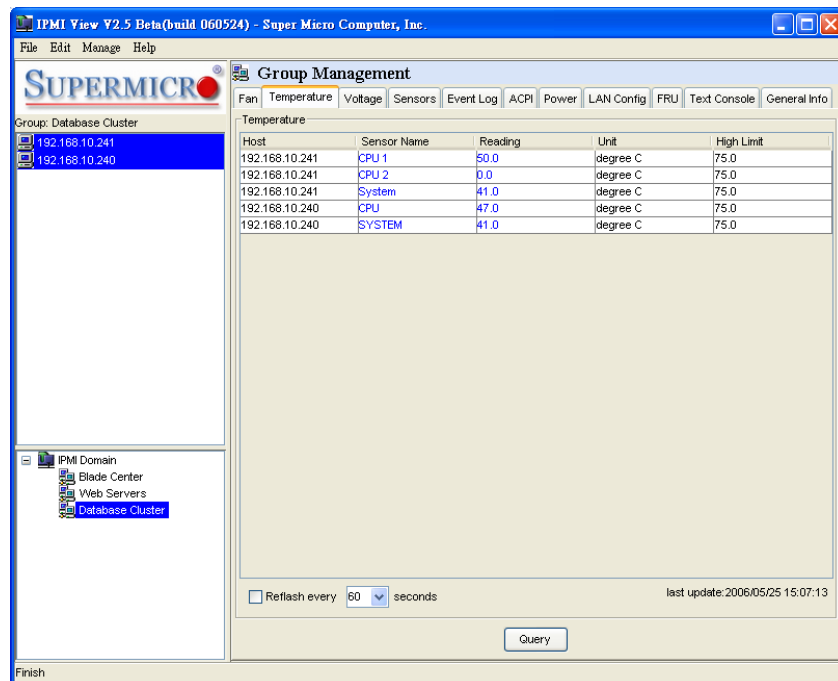 IPMI View V2.5 Beta(build 060524) - Super Micro Computer, Inc.
File Edit Manage Help
SUPERMICRO®
Group: Database Cluster
192.168.10.241
192.168.10.240
IPMI Domain
Blade Center
Web Servers
Database Cluster
Group Management
Fan Temperature Voltage Sensors Event Log ACPI Power LAN Config FRU Text Console General Info
Temperature
Host Sensor Name Reading Unit High Limit
192.168.10.241 CPU 1 50.0 degree C 75.0
192.168.10.241 CPU 2 0.0 degree C 75.0
192.168.10.241 System 41.0 degree C 75.0
192.168.10.240 CPU 47.0 degree C 75.0
192.168.10.240 SYSTEM 41.0 degree C 75.0
Reflash every 60 seconds
last update:2006/05/25 15:07:13
Query
Finish